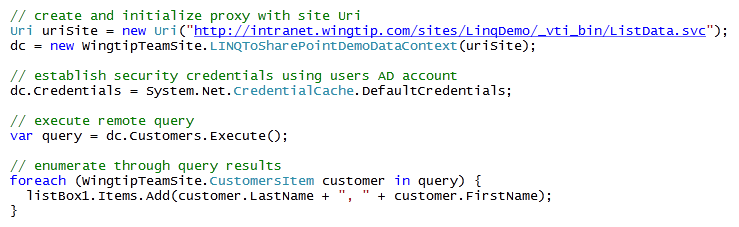 // create and initialize proxy with site Uri
Uri uriSite = new Uri("http://intranet.wingtip.com/sites/LinqDemo/_vti_bin/ListData.svc");
dc = new WingtipTeamSite.LINQToSharePointDemoDataContext(uriSite);
// establish security credentials using users AD account
dc.Credentials = System.Net.CredentialCache.DefaultCredentials;
// execute remote query
var query = dc.Customers.Execute();
// enumerate through query results
foreach (WingtipTeamSite.CustomersItem customer in query) {
  listBox1.Items.Add(customer.LastName + ", " + customer.FirstName);
}